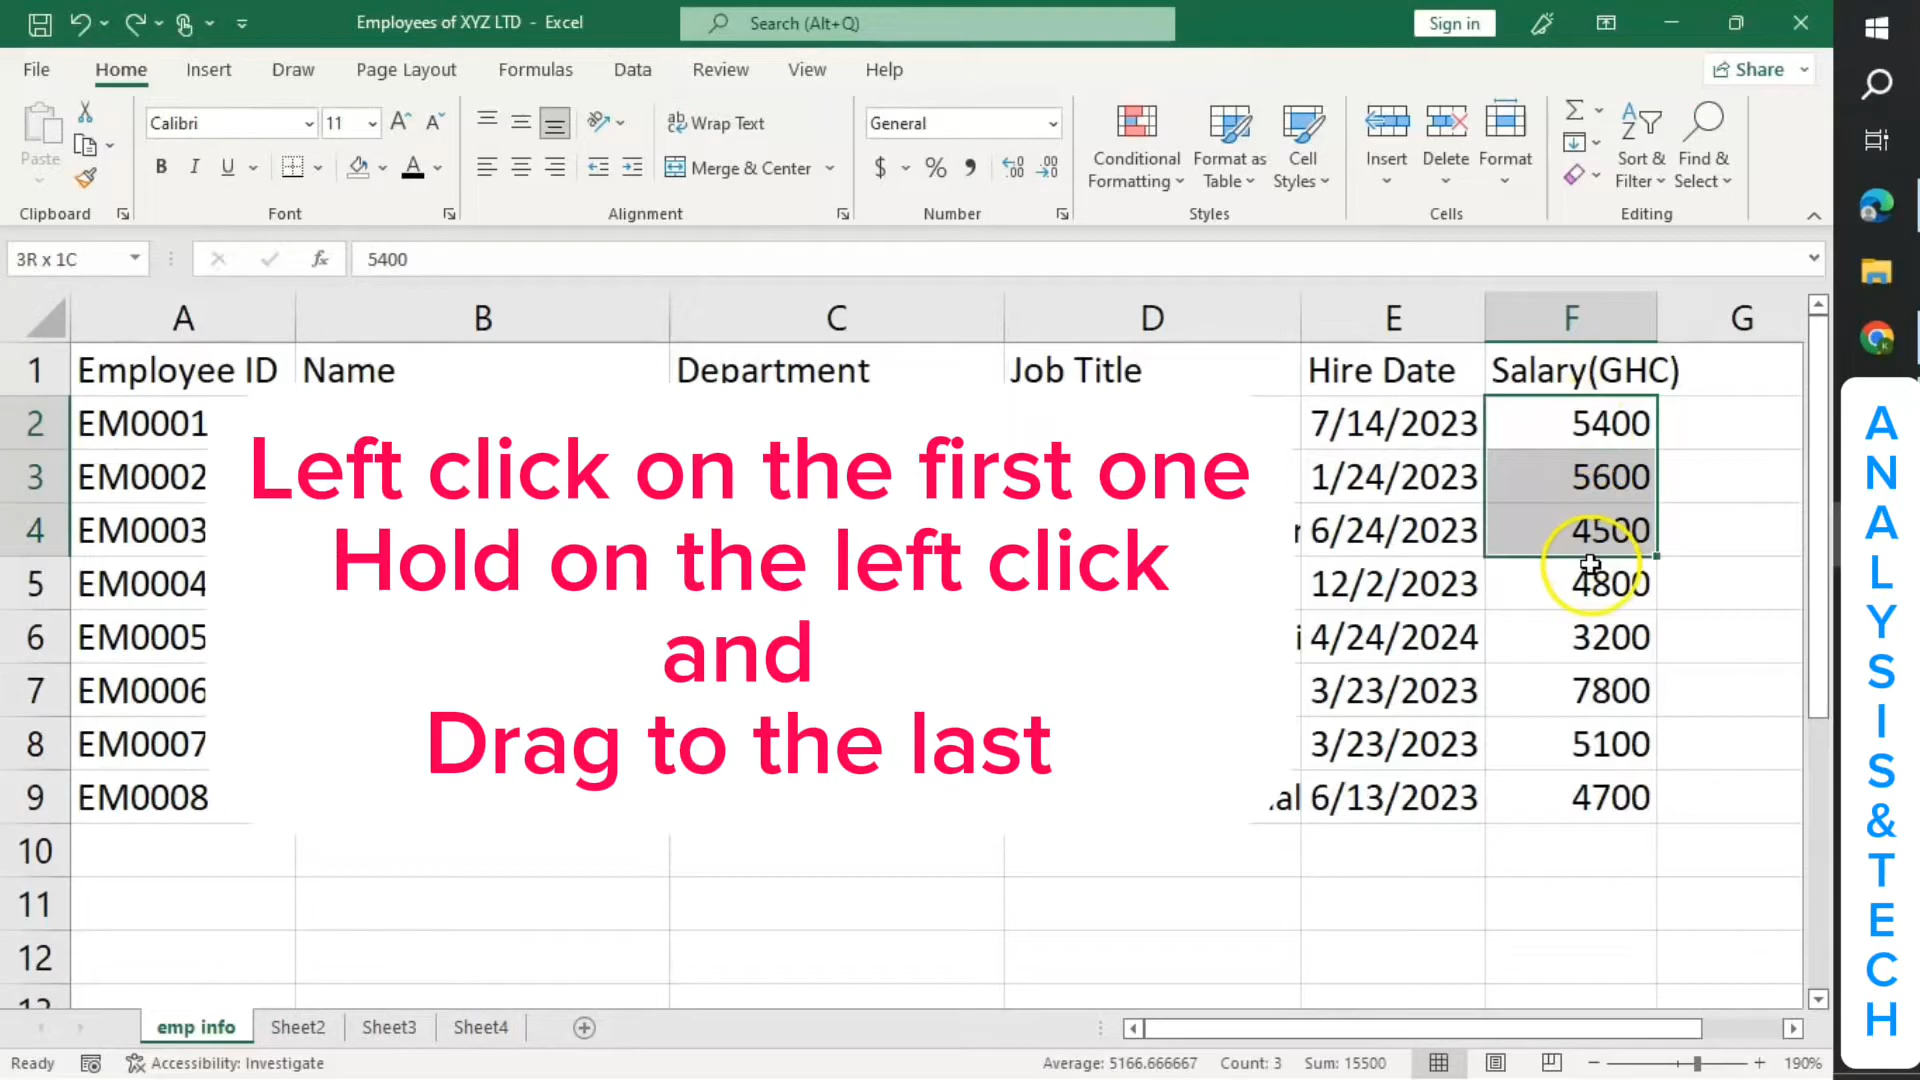 Employees of XYZ LTD - Excel
Search (Alt+Q)
Sign in
File Home Insert Draw Page Layout Formulas Data Review View Help
Share
Paste
Clipboard
Calibri 11
B I U
Font
Wrap Text
Merge & Center
Alignment
General
$ % ,
Number
Conditional Formatting
Format as Table
Cell Styles
Styles
Insert Delete Format
Cells
Sort & Filter
Find & Select
Editing
3R x 1C fx 5400
A B C D E F G
1 Employee ID Name Department Job Title Hire Date Salary(GHC)
2 EM0001 7/14/2023 5400
3 EM0002 1/24/2023 5600
4 EM0003 6/24/2023 4500
5 EM0004 12/2/2023 4800
6 EM0005 4/24/2024 3200
7 EM0006 3/23/2023 7800
8 EM0007 3/23/2023 5100
9 EM0008 6/13/2023 4700
10
11
12
13
Left click on the first one
Hold on the left click
and
Drag to the last
emp info Sheet2 Sheet3 Sheet4
Ready Accessibility: Investigate Average: 5166.666667 Count: 3 Sum: 15500 190%
ANALYSIS&TECH